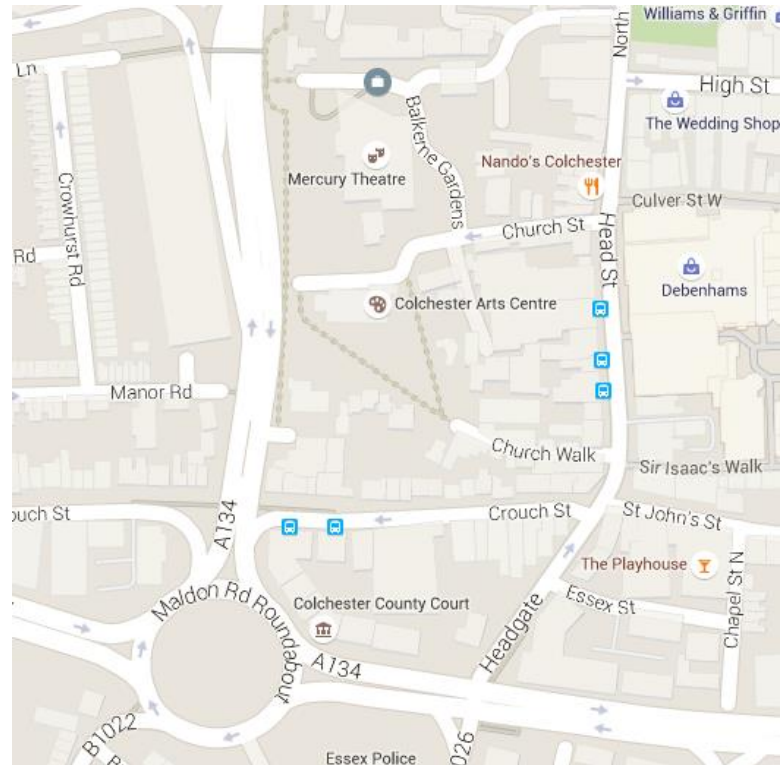 Williams & Griffin
North
High St
Ln
The Wedding Shop
Balkerne Gardens
Mercury Theatre
Nando's Colchester
Culver St W
Crowhurst Rd
Church St
Head St
Rd
Debenhams
Colchester Arts Centre
Manor Rd
Church Walk
Sir Isaac's Walk
A134
ouch St
Crouch St
St John's St
The Playhouse
Maldon Rd Roundabout
Colchester County Court
Essex St
Chapel St N
Headgate
A134
B1022
026
Essex Police